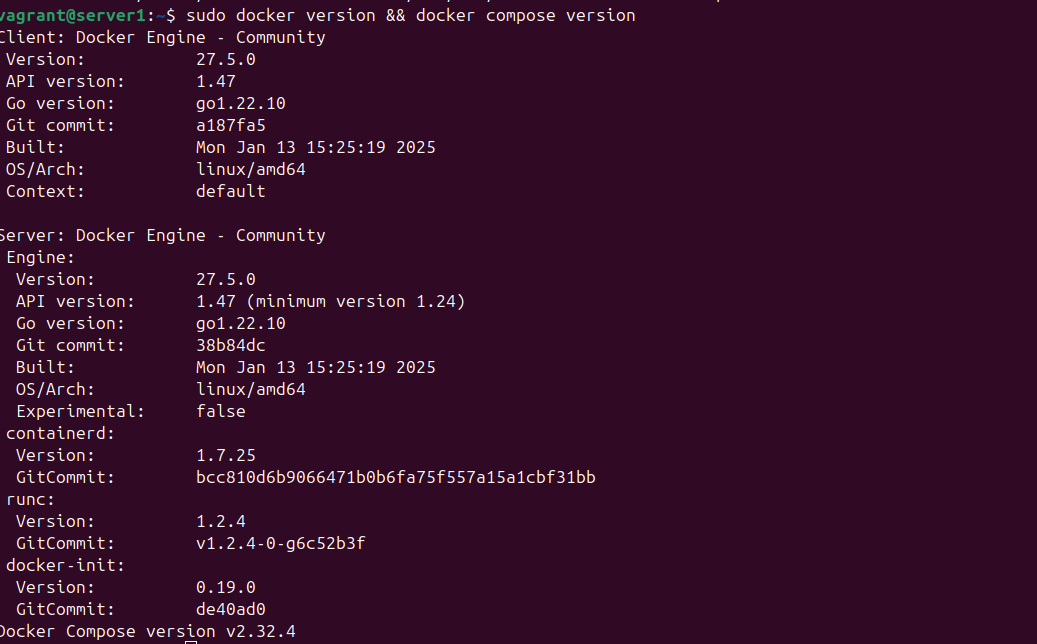 vagrant@server1:~$ sudo docker version && docker compose version
Client: Docker Engine - Community
 Version:           27.5.0
 API version:       1.47
 Go version:        go1.22.10
 Git commit:        a187fa5
 Built:             Mon Jan 13 15:25:19 2025
 OS/Arch:           linux/amd64
 Context:           default

Server: Docker Engine - Community
 Engine:
  Version:          27.5.0
  API version:      1.47 (minimum version 1.24)
  Go version:       go1.22.10
  Git commit:       38b84dc
  Built:            Mon Jan 13 15:25:19 2025
  OS/Arch:          linux/amd64
  Experimental:     false
 containerd:
  Version:          1.7.25
  GitCommit:        bcc810d6b9066471b0b6fa75f557a15a1cbf31bb
 runc:
  Version:          1.2.4
  GitCommit:        v1.2.4-0-g6c52b3f
 docker-init:
  Version:          0.19.0
  GitCommit:        de40ad0
Docker Compose version v2.32.4